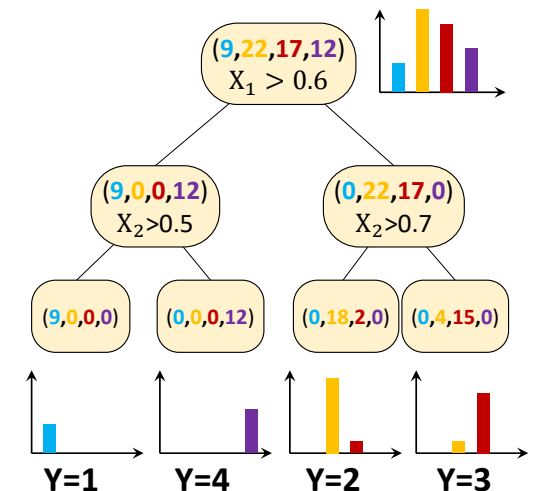 (9,22,17,12)
X₁ > 0.6
(9,0,0,12)
X₂>0.5
(0,22,17,0)
X₂>0.7
(9,0,0,0)
(0,0,0,12)
(0,18,2,0)
(0,4,15,0)
Y=1
Y=4
Y=2
Y=3